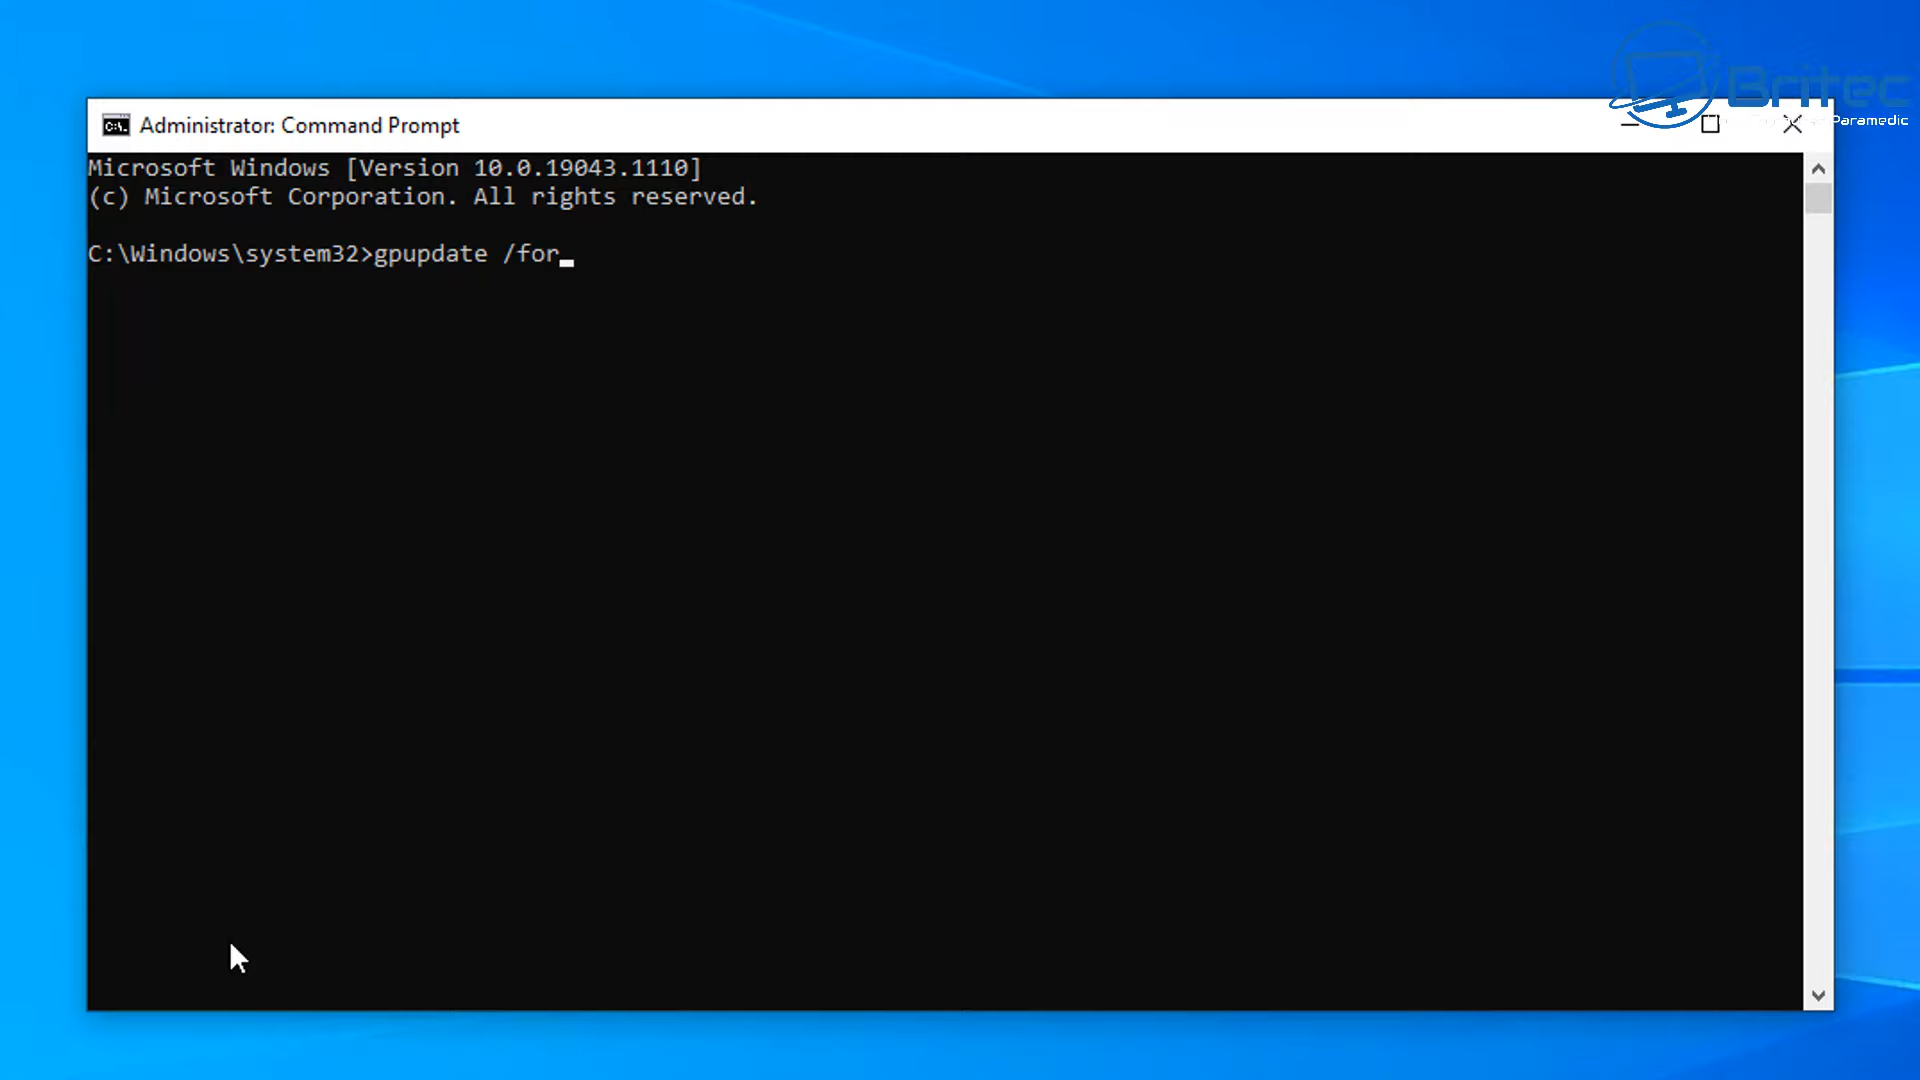 Britec
Paramedic
Administrator: Command Prompt
Microsoft Windows [Version 10.0.19043.1110]
(c) Microsoft Corporation. All rights reserved.
C:\Windows\system32>gpupdate /for